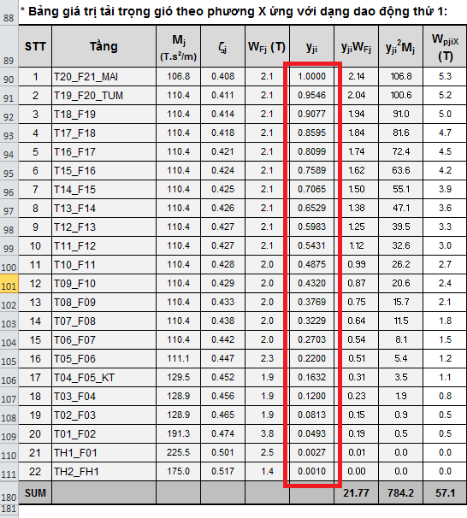 88 * Bảng giá trị tải trọng gió theo phương X ứng với dạng dao động thứ 1:
89 STT Tầng Mj (T.s²/m) ζj WFj (T) yji yjiWFj yji²Mj WpjiX (T)
90 1 T20_F21_MAI 106.8 0.408 2.1 1.0000 2.14 106.8 5.3
91 2 T19_F20_TUM 110.4 0.411 2.1 0.9546 2.04 100.6 5.2
92 3 T18_F19 110.4 0.414 2.1 0.9077 1.94 91.0 5.0
93 4 T17_F18 110.4 0.418 2.1 0.8595 1.84 81.6 4.7
94 5 T16_F17 110.4 0.421 2.1 0.8099 1.74 72.4 4.5
95 6 T15_F16 110.4 0.424 2.1 0.7589 1.62 63.6 4.2
96 7 T14_F15 110.4 0.425 2.1 0.7065 1.50 55.1 3.9
97 8 T13_F14 110.4 0.426 2.1 0.6529 1.38 47.1 3.6
98 9 T12_F13 110.4 0.427 2.1 0.5983 1.25 39.5 3.3
99 10 T11_F12 110.4 0.427 2.1 0.5431 1.12 32.6 3.0
100 11 T10_F11 110.4 0.428 2.0 0.4875 0.99 26.2 2.7
101 12 T09_F10 110.4 0.429 2.0 0.4320 0.87 20.6 2.4
102 13 T08_F09 110.4 0.433 2.0 0.3769 0.75 15.7 2.1
103 14 T07_F08 110.4 0.438 2.0 0.3229 0.64 11.5 1.8
104 15 T06_F07 110.4 0.442 2.0 0.2703 0.54 8.1 1.5
105 16 T05_F06 111.1 0.447 2.3 0.2200 0.51 5.4 1.2
106 17 T04_F05_KT 129.5 0.452 1.9 0.1632 0.31 3.5 1.1
107 18 T03_F04 128.9 0.456 1.9 0.1200 0.23 1.9 0.8
108 19 T02_F03 128.9 0.465 1.9 0.0813 0.15 0.9 0.5
109 20 T01_F02 191.3 0.474 3.8 0.0493 0.19 0.5 0.5
110 21 TH1_F01 225.5 0.501 2.5 0.0027 0.01 0.0 0.0
111 22 TH2_FH1 175.0 0.517 1.4 0.0010 0.00 0.0 0.0
180 SUM 21.77 784.2 57.1
181